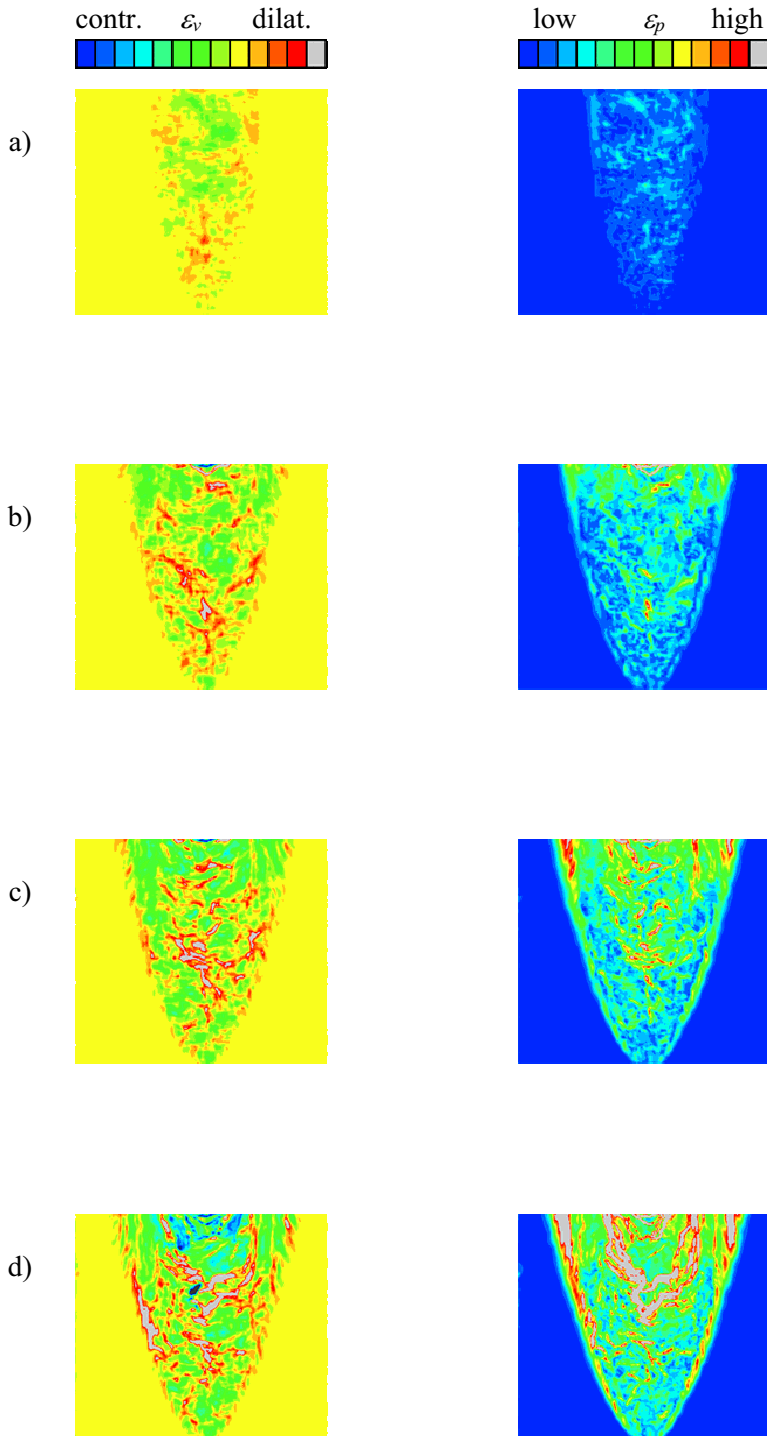 contr. εv dilat. low εp high
a)
b)
c)
d)